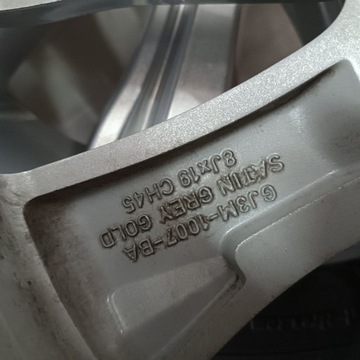 GJ3M-1007-BA
SATIN GREY GOLD
8Jx19 CH45